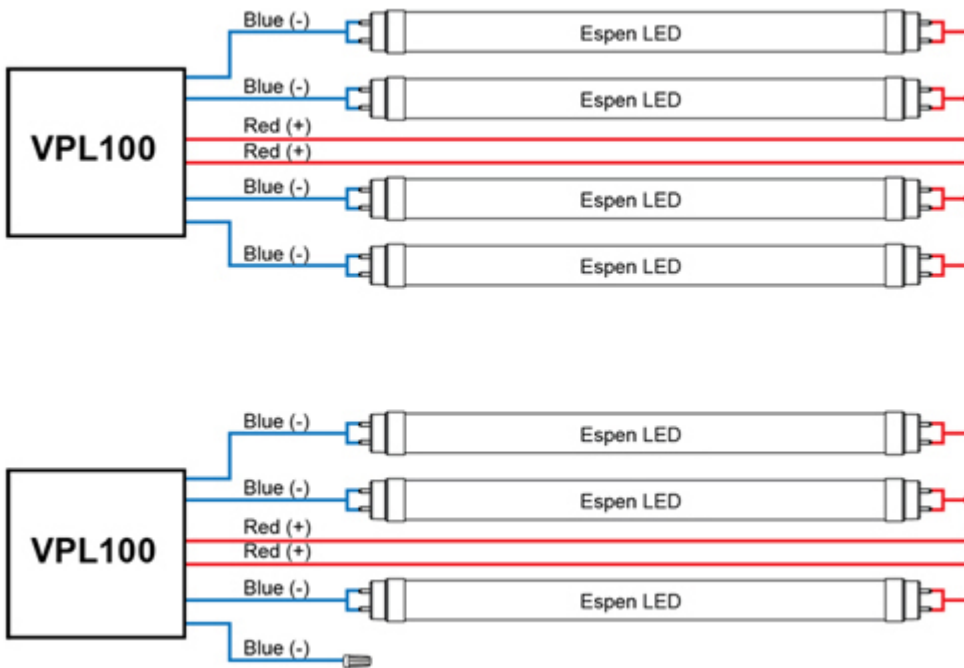 Blue (-)
Espen LED
Blue (-)
Espen LED
Red (+)
VPL100
Red (+)
Blue (-)
Espen LED
Blue (-)
Espen LED
Blue (-)
Espen LED
Blue (-)
Espen LED
Red (+)
VPL100
Red (+)
Blue (-)
Espen LED
Blue (-)